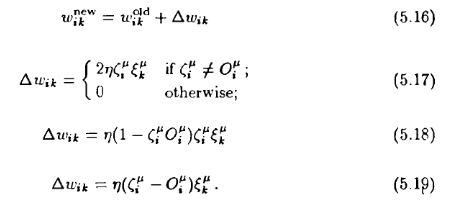 w_{ik}^{new} = w_{ik}^{old} + Δw_{ik} (5.16)
Δw_{ik} = { 2ηζ_i^μ ξ_k^μ if ζ_i^μ ≠ O_i^μ ;
0 otherwise; (5.17)
Δw_{ik} = η(1 − ζ_i^μ O_i^μ)ζ_i^μ ξ_k^μ (5.18)
Δw_{ik} = η(ζ_i^μ − O_i^μ)ξ_k^μ . (5.19)